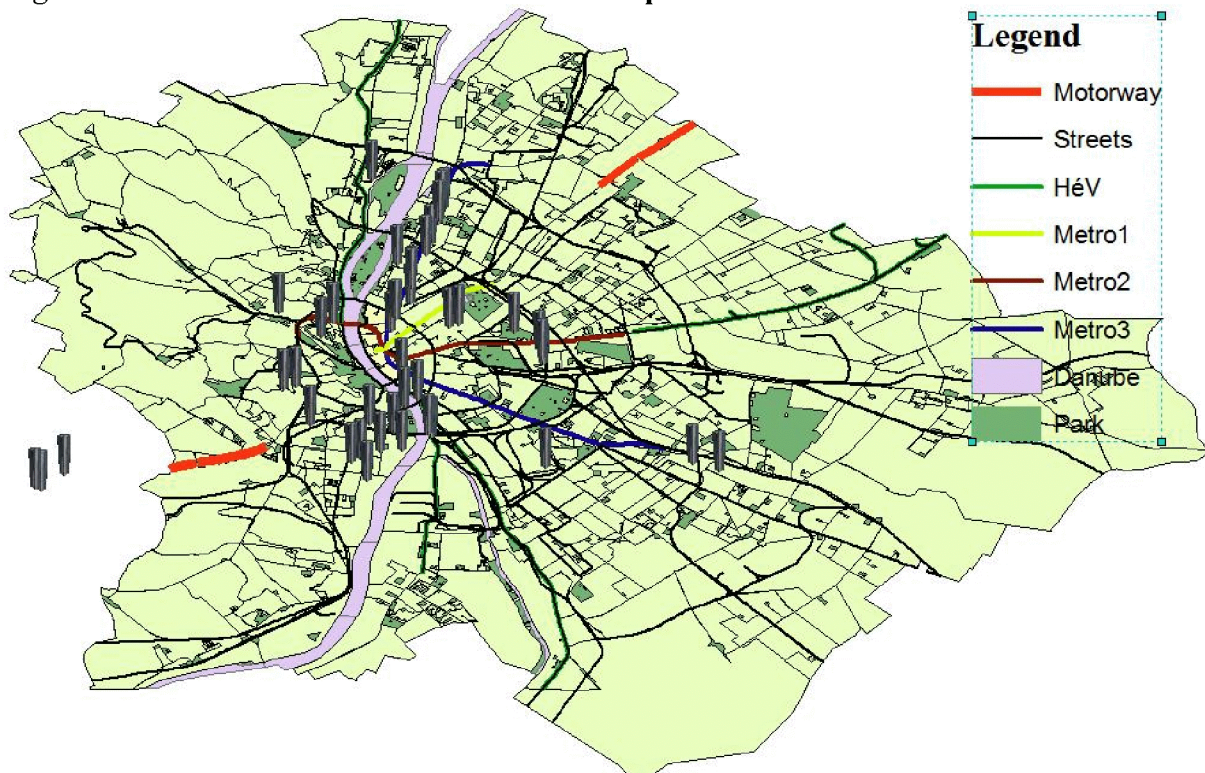 Legend
Motorway
Streets
HéV
Metro1
Metro2
Metro3
Danube
Park